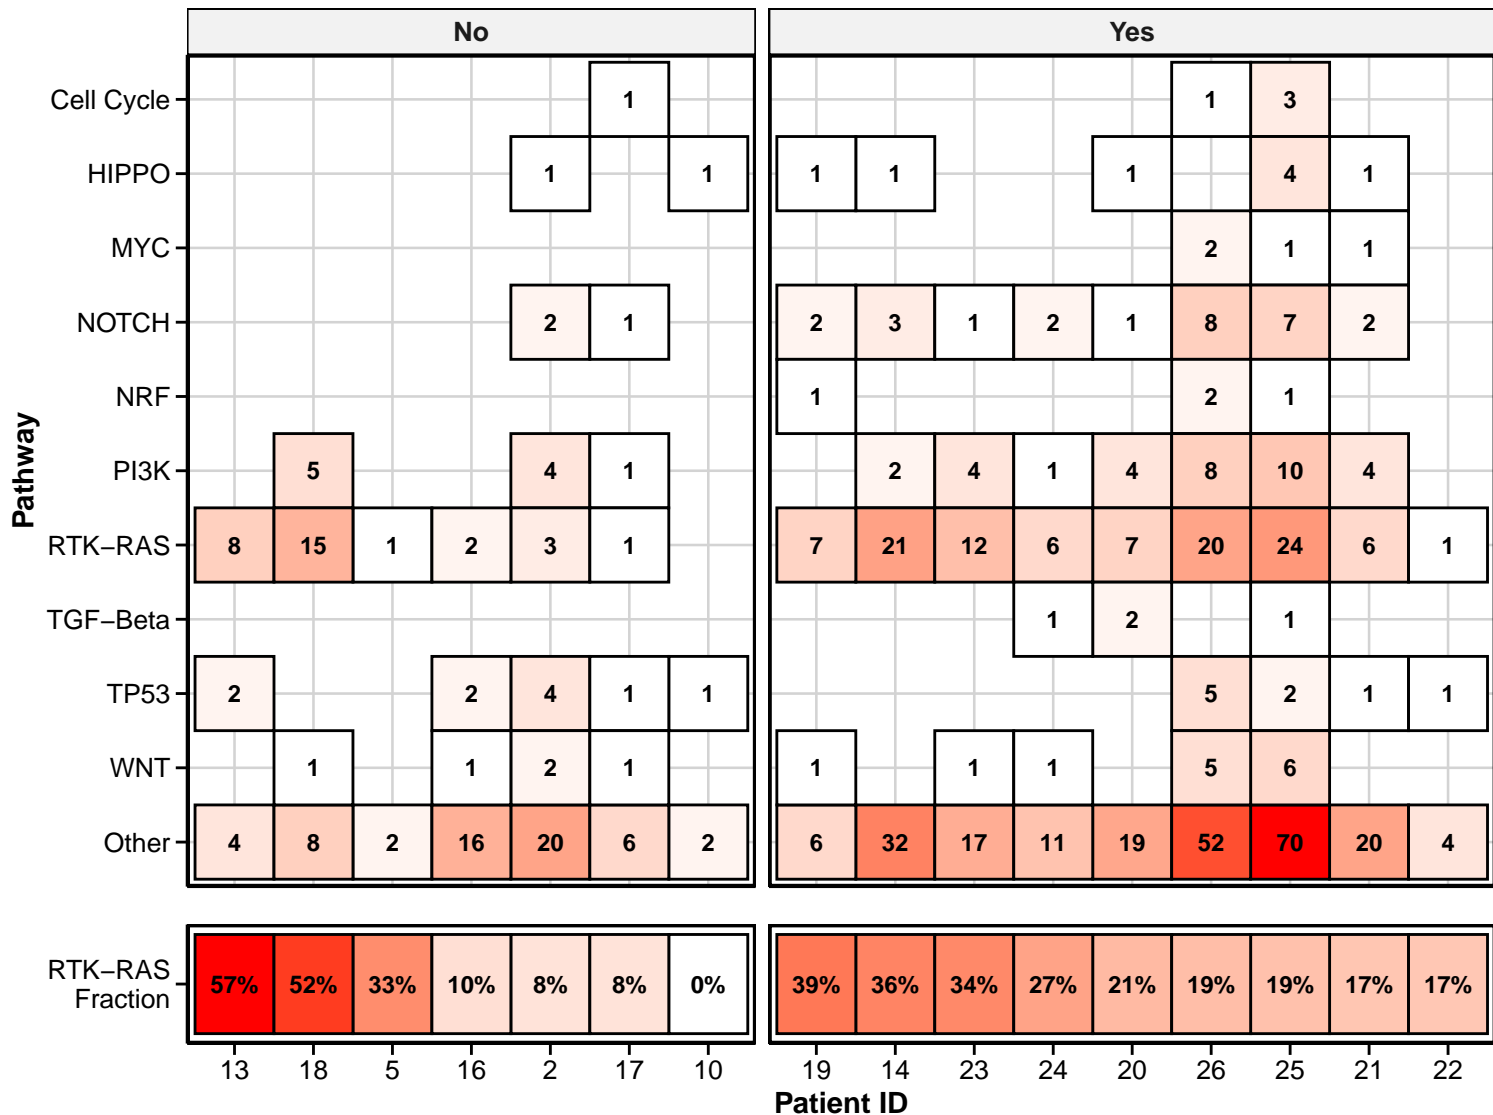 No Yes
Cell Cycle 1 1 3
HIPPO 1 1 1 1 1 4 1
MYC 2 1 1
NOTCH 2 1 2 3 1 2 1 8 7 2
NRF 1 2 1
PI3K 5 4 1 2 4 1 4 8 10 4
RTK−RAS 8 15 1 2 3 1 7 21 12 6 7 20 24 6 1
TGF−Beta 1 2 1
TP53 2 2 4 1 1 5 2 1 1
WNT 1 1 2 1 1 1 1 5 6
Other 4 8 2 16 20 6 2 6 32 17 11 19 52 70 20 4
Pathway
RTK−RAS
Fraction
57% 52% 33% 10% 8% 8% 0% 39% 36% 34% 27% 21% 19% 19% 17% 17%
13 18 5 16 2 17 10 19 14 23 24 20 26 25 21 22
Patient ID